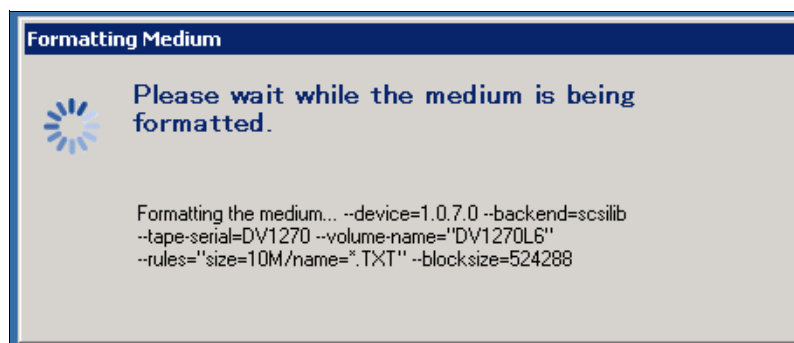 Formatting Medium
Please wait while the medium is being
formatted.
Formatting the medium... --device=1.0.7.0 --backend=scsilib
--tape-serial=DV1270 --volume-name="DV1270L6"
--rules="size=10M/name=*.TXT" --blocksize=524288